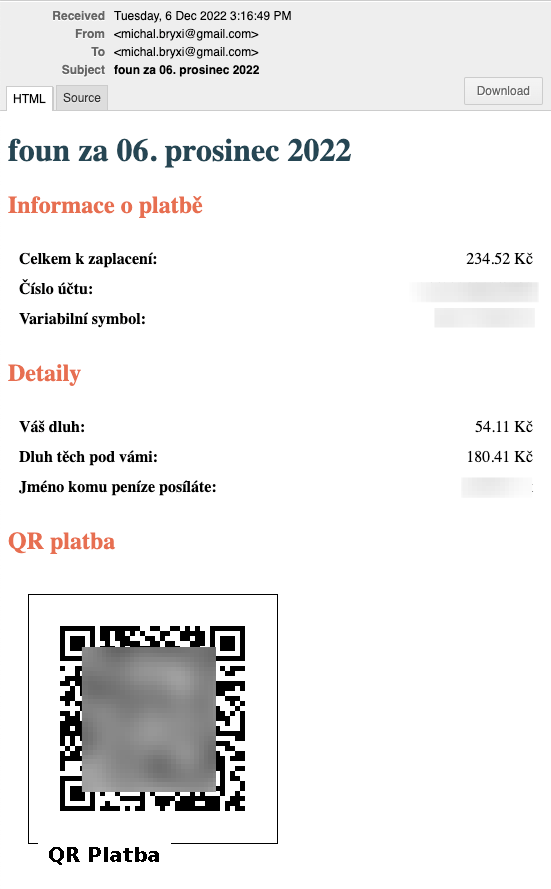 Received Tuesday, 6 Dec 2022 3:16:49 PM
From <michal.bryxi@gmail.com>
To <michal.bryxi@gmail.com>
Subject foun za 06. prosinec 2022
HTML Source Download
foun za 06. prosinec 2022
Informace o platbě
Celkem k zaplacení: 234.52 Kč
Číslo účtu:
Variabilní symbol:
Detaily
Váš dluh: 54.11 Kč
Dluh těch pod vámi: 180.41 Kč
Jméno komu peníze posíláte:
QR platba
QR Platba